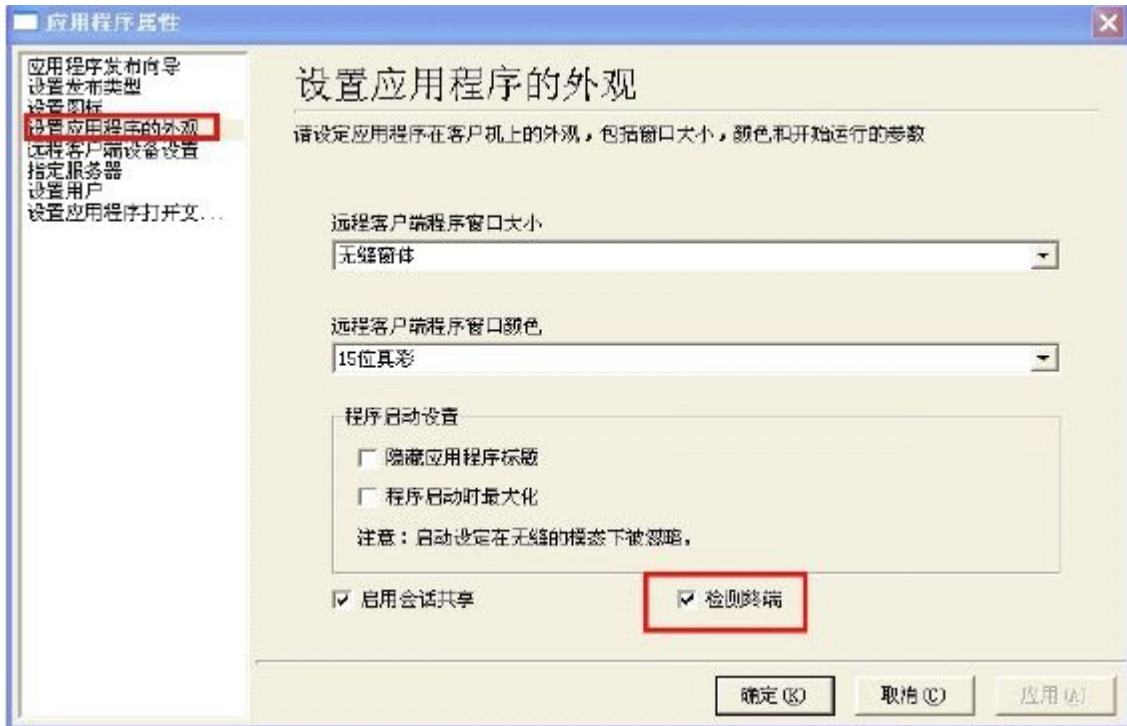 应用程序属性
应用程序发布向导
设置发布类型
设置图标
设置应用程序的外观
远程客户端设备设置
指定服务器
设置用户
设置应用程序打开文...
设置应用程序的外观
请设定应用程序在客户机上的外观，包括窗口大小，颜色和开始运行的参数
远程客户端程序窗口大小
无缝窗体
远程客户端程序窗口颜色
15位真彩
程序启动设置
隐藏应用程序标题
程序启动时最大化
注意：启动设定在无缝的模态下被忽略。
启用会话共享 检测终端
确定(K) 取消(C) 应用(A)